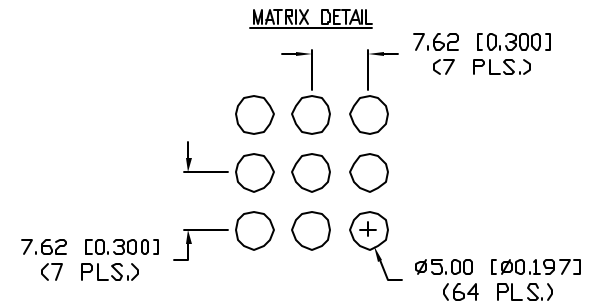 MATRIX DETAIL
7.62 [0.300]
(7 PLS.)
7.62 [0.300]
(7 PLS.)
Ø5.00 [Ø0.197]
(64 PLS.)